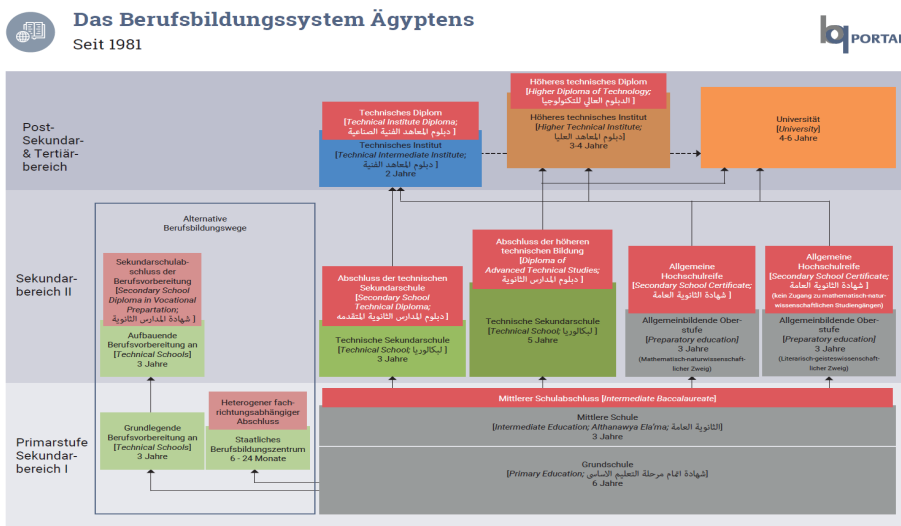 Das Berufsbildungssystem Ägyptens
Seit 1981
bq PORTAL
Post-
Sekundar-
& Tertiär-
bereich
Technisches Diplom
[Technical Institute Diploma;
دبلوم المعاهد الفنية الصناعية ]
Technisches Institut
[Technical Intermediate Institute;
دبلوم المعاهد الفنية ]
2 Jahre
Höheres technisches Diplom
[Higher Diploma of Technology;
الدبلوم العالي للتكنولوجيا ]
Höheres technisches Institut
[Higher Technical Institute;
دبلوم المعاهد العليا ]
3-4 Jahre
Universität
[University]
4-6 Jahre
Sekundar-
bereich II
Alternative
Berufsbildungswege
Sekundarschulab-
schluss der
Berufsvorbereitung
[Secondary School
Diploma in Vocational
Prepartation;
شهادة المدارس الثانوية ]
Aufbauende
Berufsvorbereitung an
[Technical Schools]
3 Jahre
Abschluss der technischen
Sekundarschule
[Secondary School
Technical Diploma;
دبلوم المدارس الثانوية المتقدمه ]
Technische Sekundarschule
[Technical School; لبكالوريا ]
3 Jahre
Abschluss der höheren
technischen Bildung
[Diploma of
Advanced Technical Studies;
دبلوم المدارس الثانوية ]
Technische Sekundarschule
[Technical School; لبكالوريا ]
5 Jahre
Allgemeine
Hochschulreife
[Secondary School Certificate;
شهادة الثانوية العامة ]
Allgemeinbildende Ober-
stufe
[Preparatory education]
3 Jahre
(Mathematisch-naturwissenschaft-
licher Zweig)
Allgemeine
Hochschulreife
[Secondary School Certificate;
شهادة الثانوية العامة ]
(kein Zugang zu mathematisch-natur-
wissenschaftlichen Studiengängen)
Allgemeinbildende Ober-
stufe
[Preparatory education]
3 Jahre
(Literarisch-geisteswissenschaft-
licher Zweig)
Primarstufe
Sekundar-
bereich I
Grundlegende
Berufsvorbereitung an
[Technical Schools]
3 Jahre
Heterogener fach-
richtungsabhängiger
Abschluss
Staatliches
Berufsbildungszentrum
6 - 24 Monate
Mittlerer Schulabschluss [Intermediate Baccalaureate]
Mittlere Schule
[Intermediate Education; Althanawya Ela'ma; الثانوية العامة]
3 Jahre
Grundschule
[Primary Education; شهادة اتمام مرحلة التعليم الاساسى]
6 Jahre